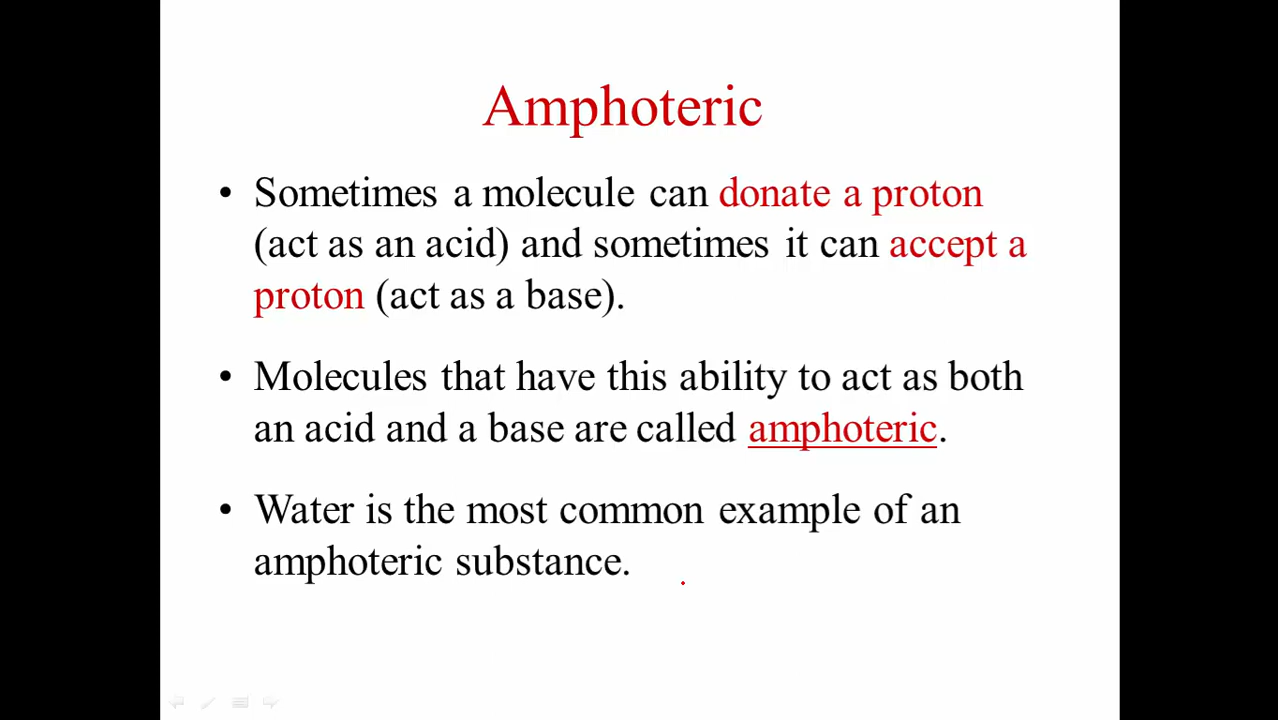 Amphoteric
• Sometimes a molecule can donate a proton
(act as an acid) and sometimes it can accept a
proton (act as a base).
• Molecules that have this ability to act as both
an acid and a base are called amphoteric.
• Water is the most common example of an
amphoteric substance.